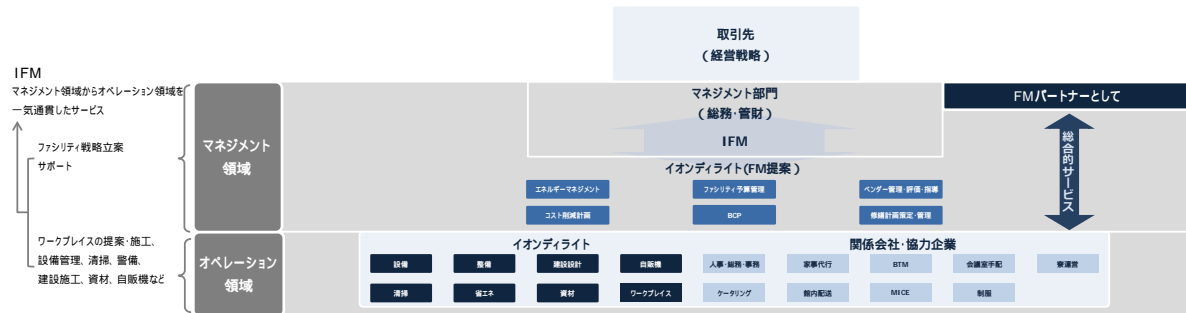 取引先
(経営戦略)
IFM
マネジメント領域からオペレーション領域を
一気通貫したサービス
ファシリティ戦略立案
サポート
ワークプレイスの提案・施工、
設備管理、清掃、警備、
建設施工、資材、自販機など
マネジメント
領域
マネジメント部門
(総務・管財)
IFM
イオンディライト(FM提案)
エネルギーマネジメント
ファシリティ予算管理
ベンダー管理・評価・指導
コスト削減計画
BCP
修繕計画策定・管理
FMパートナーとして
総合的サービス
オペレーション
領域
イオンディライト
関係会社・協力企業
設備
整備
建設設計
自販機
人事・総務・事務
家事代行
BTM
会議室手配
寮運営
清掃
省エネ
資材
ワークプレイス
ケータリング
館内配送
MICE
制服